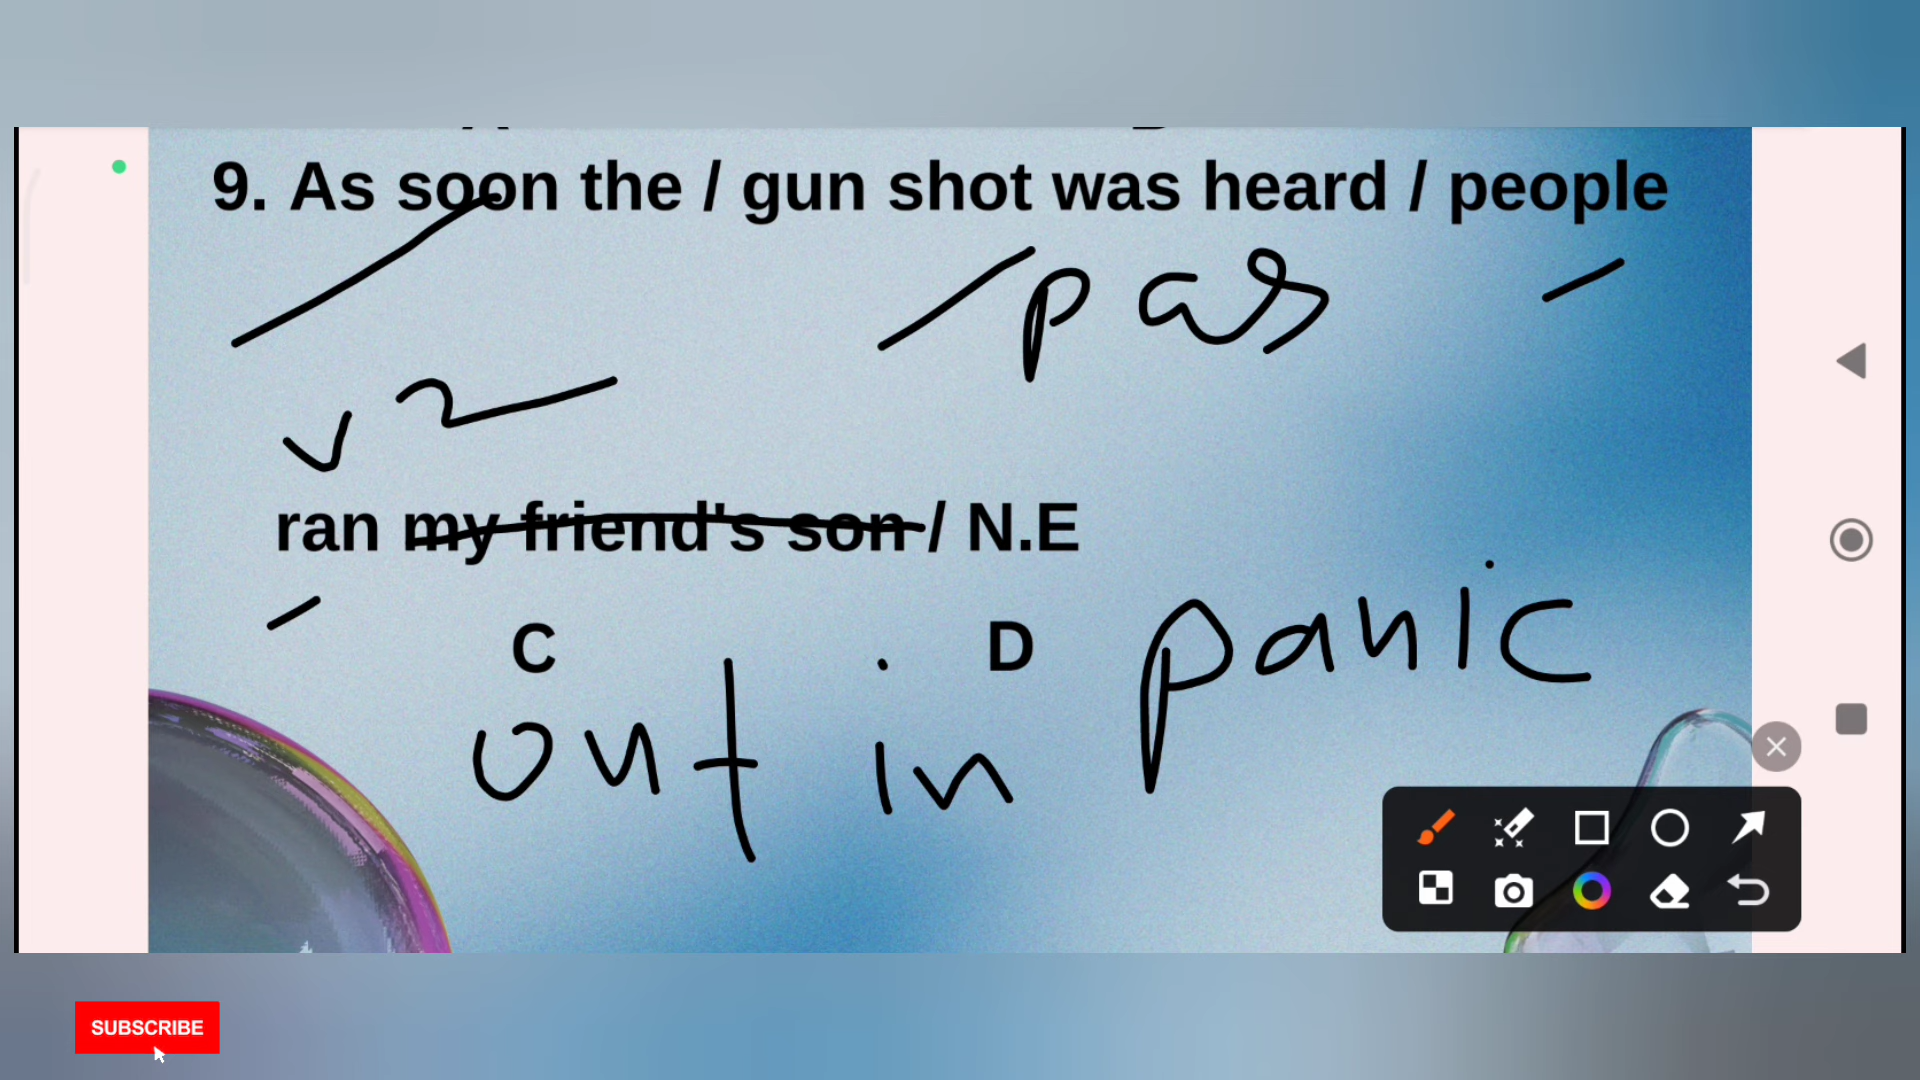 9. As soon the / gun shot was heard / people
pas
ran my friend's son / N.E
C D
out in panic
SUBSCRIBE